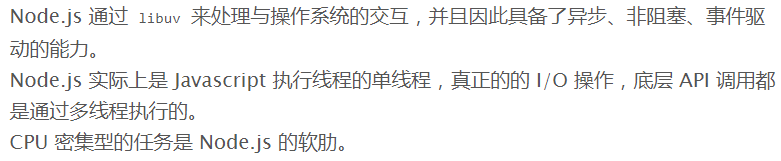 Node.js 通过 libuv 来处理与操作系统的交互，并且因此具备了异步、非阻塞、事件驱
动的能力。
Node.js 实际上是 Javascript 执行线程的单线程，真正的的 I/O 操作，底层 API 调用都
是通过多线程执行的。
CPU 密集型的任务是 Node.js 的软肋。